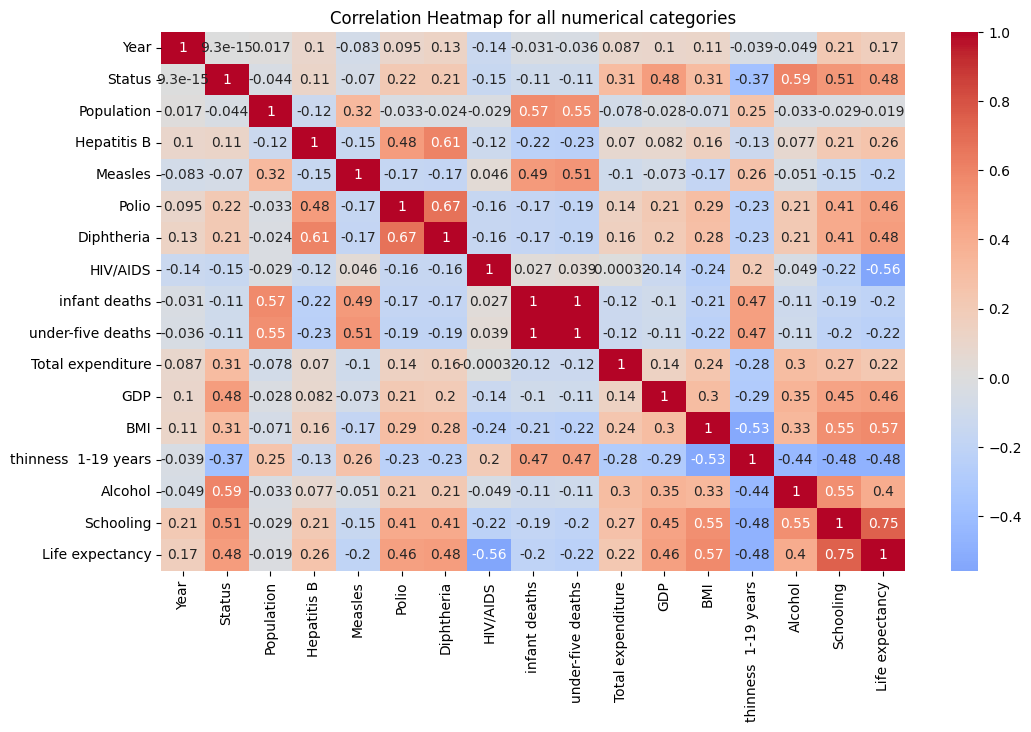 Correlation Heatmap for all numerical categories
Year 1 9.3e-15 0.017 0.1 -0.083 0.095 0.13 -0.14 -0.031 -0.036 0.087 0.1 0.11 -0.039 -0.049 0.21 0.17
Status 9.3e-15 1 -0.044 0.11 -0.07 0.22 0.21 -0.15 -0.11 -0.11 0.31 0.48 0.31 -0.37 0.59 0.51 0.48
Population 0.017 -0.044 1 -0.12 0.32 -0.033 -0.024 -0.029 0.57 0.55 -0.078 -0.028 -0.071 0.25 -0.033 -0.029 -0.019
Hepatitis B 0.1 0.11 -0.12 1 -0.15 0.48 0.61 -0.12 -0.22 -0.23 0.07 0.082 0.16 -0.13 0.077 0.21 0.26
Measles -0.083 -0.07 0.32 -0.15 1 -0.17 -0.17 0.046 0.49 0.51 -0.1 -0.073 -0.17 0.26 -0.051 -0.15 -0.2
Polio 0.095 0.22 -0.033 0.48 -0.17 1 0.67 -0.16 -0.17 -0.19 0.14 0.21 0.29 -0.23 0.21 0.41 0.46
Diphtheria 0.13 0.21 -0.024 0.61 -0.17 0.67 1 -0.16 -0.17 -0.19 0.16 0.2 0.28 -0.23 0.21 0.41 0.48
HIV/AIDS -0.14 -0.15 -0.029 -0.12 0.046 -0.16 -0.16 1 0.027 0.039 -0.00032 -0.14 -0.24 0.2 -0.049 -0.22 -0.56
infant deaths -0.031 -0.11 0.57 -0.22 0.49 -0.17 -0.17 0.027 1 1 -0.12 -0.1 -0.21 0.47 -0.11 -0.19 -0.2
under-five deaths -0.036 -0.11 0.55 -0.23 0.51 -0.19 -0.19 0.039 1 1 -0.12 -0.11 -0.22 0.47 -0.11 -0.2 -0.22
Total expenditure 0.087 0.31 -0.078 0.07 -0.1 0.14 0.16 -0.00032 -0.12 -0.12 1 0.14 0.24 -0.28 0.3 0.27 0.22
GDP 0.1 0.48 -0.028 0.082 -0.073 0.21 0.2 -0.14 -0.1 -0.11 0.14 1 0.3 -0.29 0.35 0.45 0.46
BMI 0.11 0.31 -0.071 0.16 -0.17 0.29 0.28 -0.24 -0.21 -0.22 0.24 0.3 1 -0.53 0.33 0.55 0.57
thinness  1-19 years -0.039 -0.37 0.25 -0.13 0.26 -0.23 -0.23 0.2 0.47 0.47 -0.28 -0.29 -0.53 1 -0.44 -0.48 -0.48
Alcohol -0.049 0.59 -0.033 0.077 -0.051 0.21 0.21 -0.049 -0.11 -0.11 0.3 0.35 0.33 -0.44 1 0.55 0.4
Schooling 0.21 0.51 -0.029 0.21 -0.15 0.41 0.41 -0.22 -0.19 -0.2 0.27 0.45 0.55 -0.48 0.55 1 0.75
Life expectancy 0.17 0.48 -0.019 0.26 -0.2 0.46 0.48 -0.56 -0.2 -0.22 0.22 0.46 0.57 -0.48 0.4 0.75 1
Year
Status
Population
Hepatitis B
Measles
Polio
Diphtheria
HIV/AIDS
infant deaths
under-five deaths
Total expenditure
GDP
BMI
thinness  1-19 years
Alcohol
Schooling
Life expectancy
1.0
0.8
0.6
0.4
0.2
0.0
−0.2
−0.4